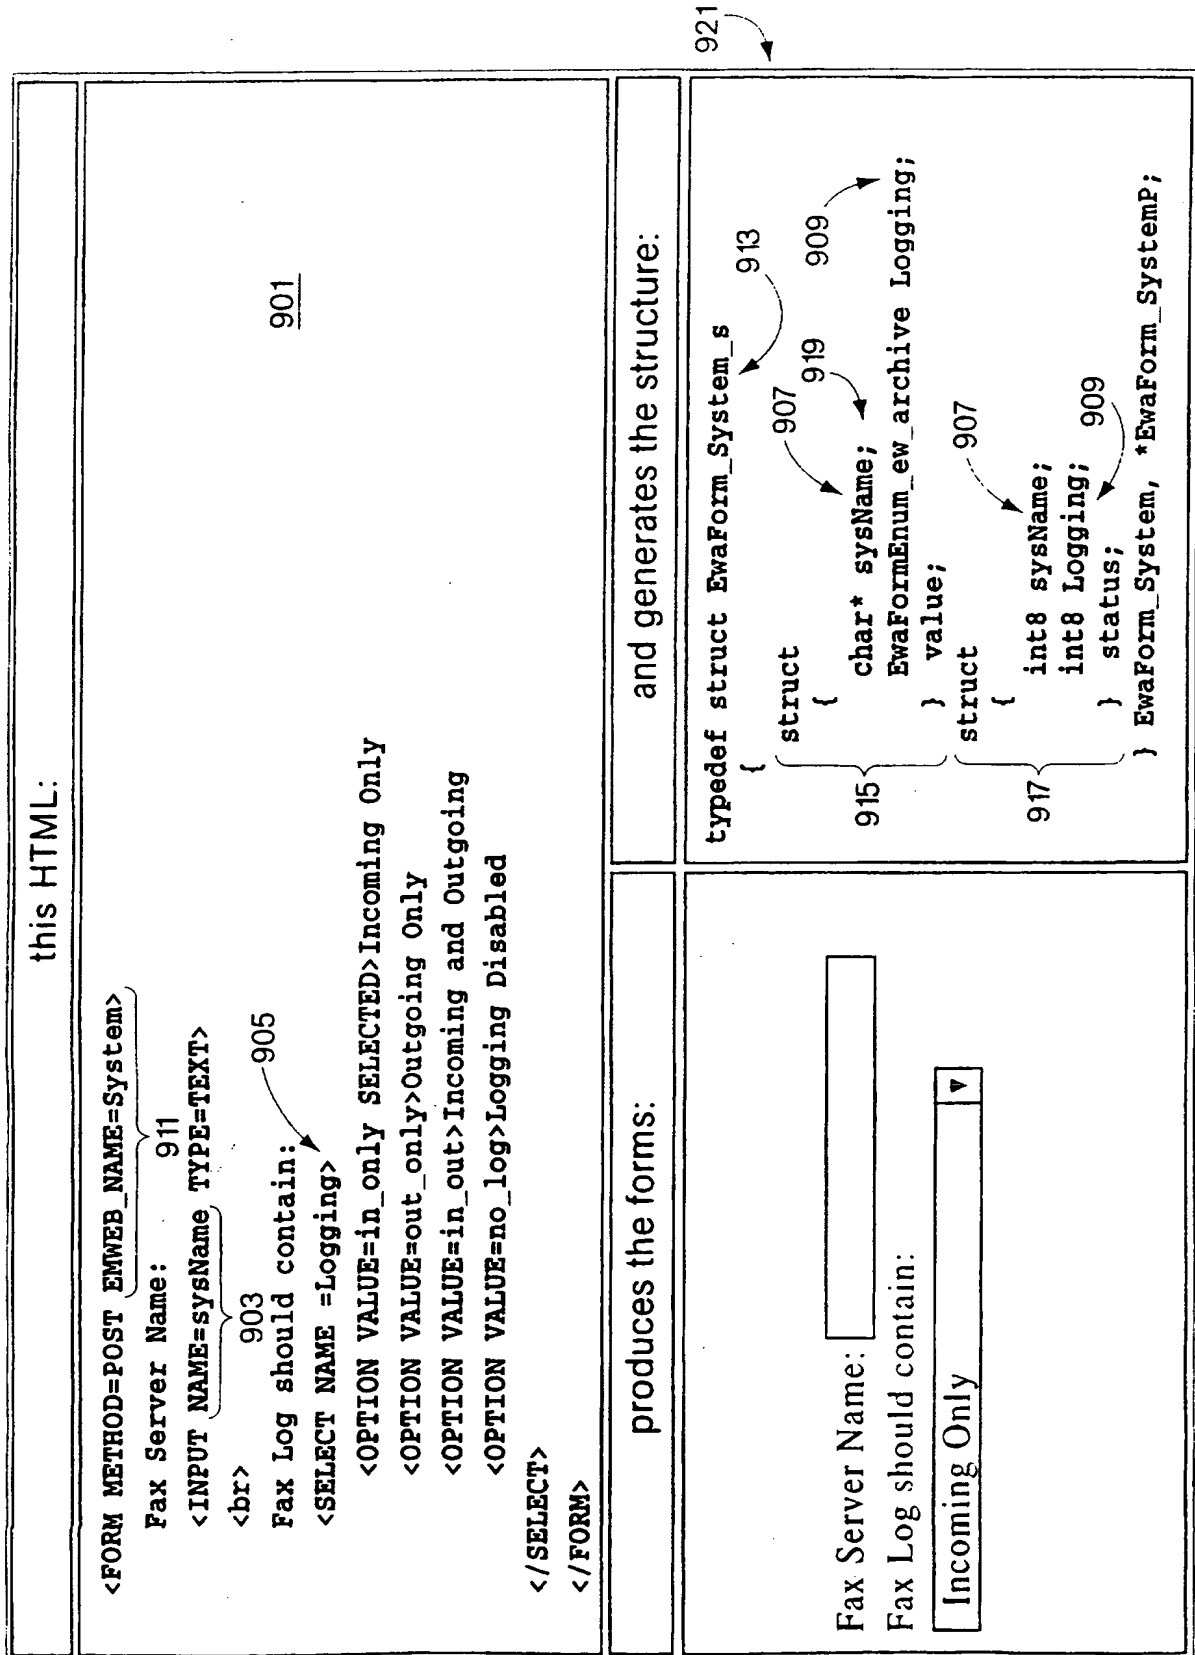 this HTML:
<FORM METHOD=POST EMWEB_NAME=System>
911
Fax Server Name:
<INPUT NAME=sysName TYPE=TEXT>
903
<br>
Fax Log should contain:
905
<SELECT NAME =Logging>
<OPTION VALUE=in_only SELECTED>Incoming Only
<OPTION VALUE=out_only>Outgoing Only
<OPTION VALUE=in_out>Incoming and Outgoing
<OPTION VALUE=no_log>Logging Disabled
</SELECT>
</FORM>
901
produces the forms:
Fax Server Name:
Fax Log should contain:
Incoming Only
and generates the structure:
921
typedef struct EwaForm_System_s
913
{
struct
907
919
909
{
char* sysName;
EwaFormEnum_ew_archive Logging;
} value;
915
struct
907
{
int8 sysName;
int8 Logging;
909
} status;
917
} EwaForm_System, *EwaForm_SystemP;